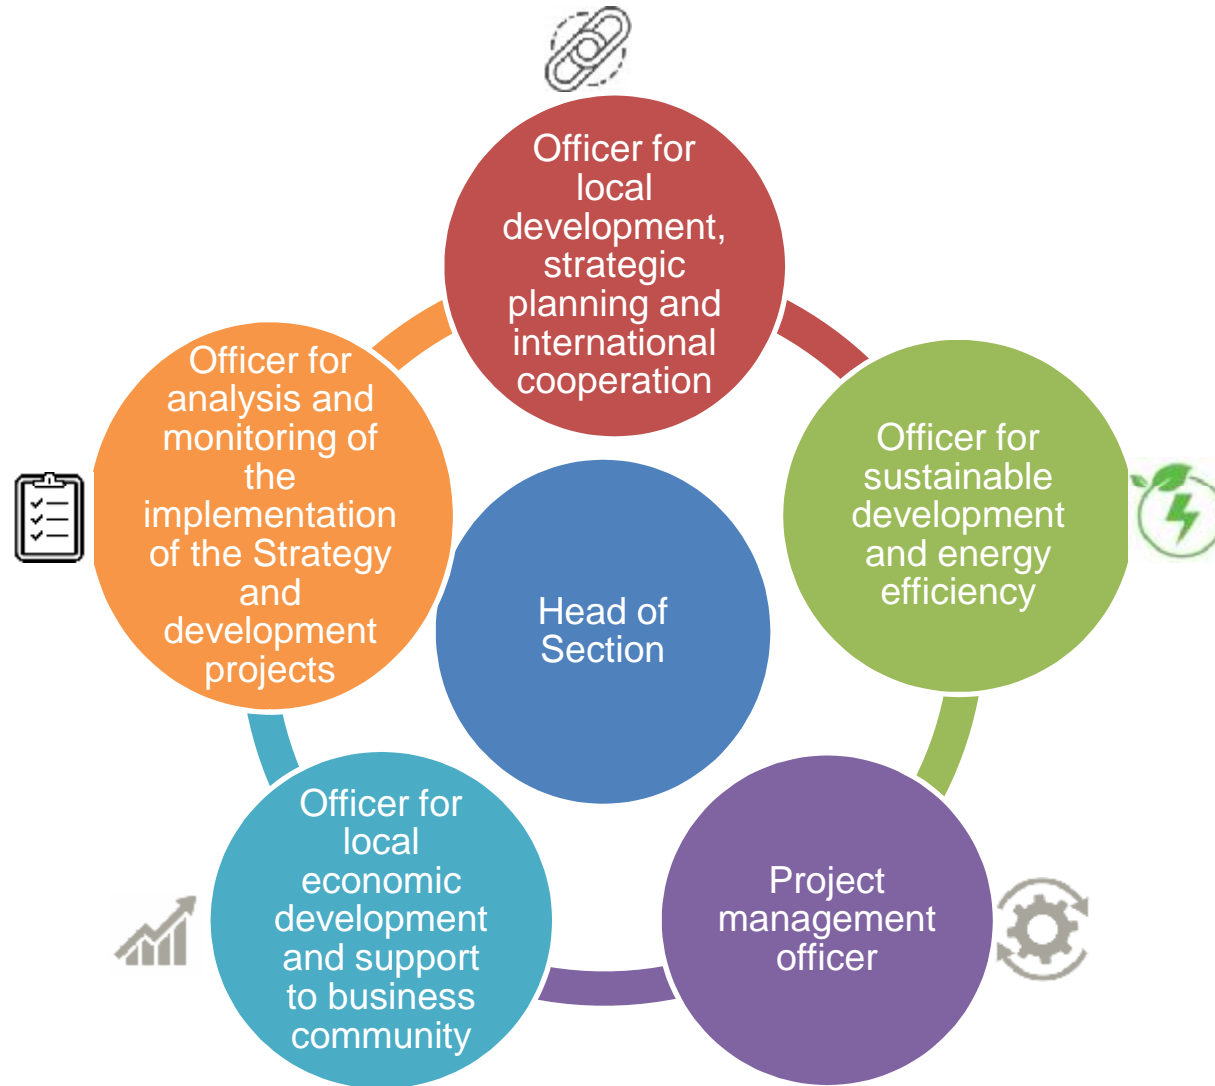 Officer for
local
development,
strategic
planning and
international
cooperation
Officer for
sustainable
development
and energy
efficiency
Project
management
officer
Officer for
local
economic
development
and support
to business
community
Officer for
analysis and
monitoring of
the
implementation
of the Strategy
and
development
projects
Head of
Section